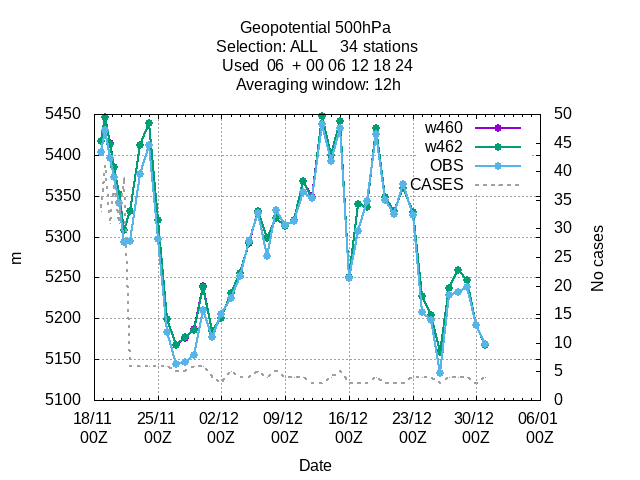 Geopotential 500hPa
Selection: ALL     34 stations
Used  06  + 00 06 12 18 24
Averaging window: 12h
5450 50
w460
45
w462
5400 OBS
40
CASES
5350 35
5300 30
25
m No cases
5250
20
5200 15
10
5150
5
5100 0
18/11 25/11 02/12 09/12 16/12 23/12 30/12 06/01
00Z 00Z 00Z 00Z 00Z 00Z 00Z 00Z
Date